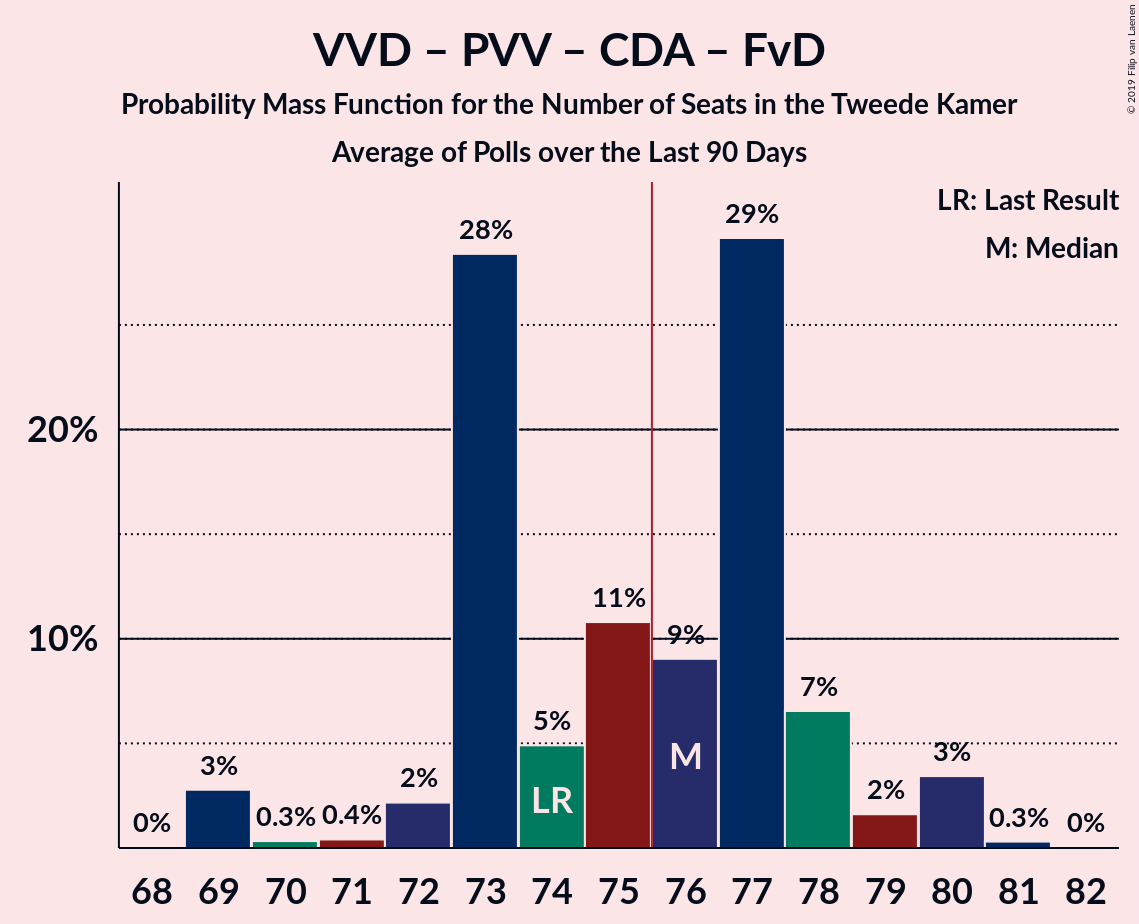 VVD – PVV – CDA – FvD
Probability Mass Function for the Number of Seats in the Tweede Kamer
Average of Polls over the Last 90 Days
© 2019 Filip van Laenen
LR: Last Result
M: Median
20%
10%
0%
3%
0.3%
0.4%
2%
28%
5%
11%
9%
29%
7%
2%
3%
0.3%
0%
LR
M
68 69 70 71 72 73 74 75 76 77 78 79 80 81 82